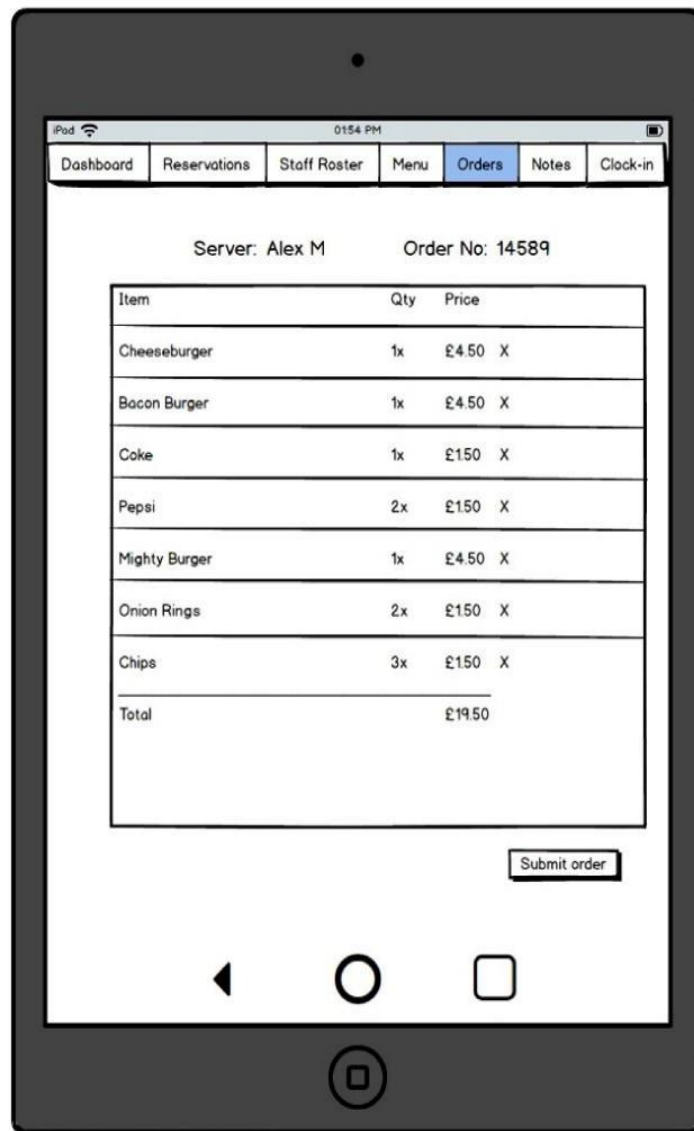 iPod 01:54 PM
Dashboard Reservations Staff Roster Menu Orders Notes Clock-in
Server: Alex M Order No: 14589
Item Qty Price
Cheeseburger 1x £4.50 X
Bacon Burger 1x £4.50 X
Coke 1x £1.50 X
Pepsi 2x £1.50 X
Mighty Burger 1x £4.50 X
Onion Rings 2x £1.50 X
Chips 3x £1.50 X
Total £19.50
Submit order